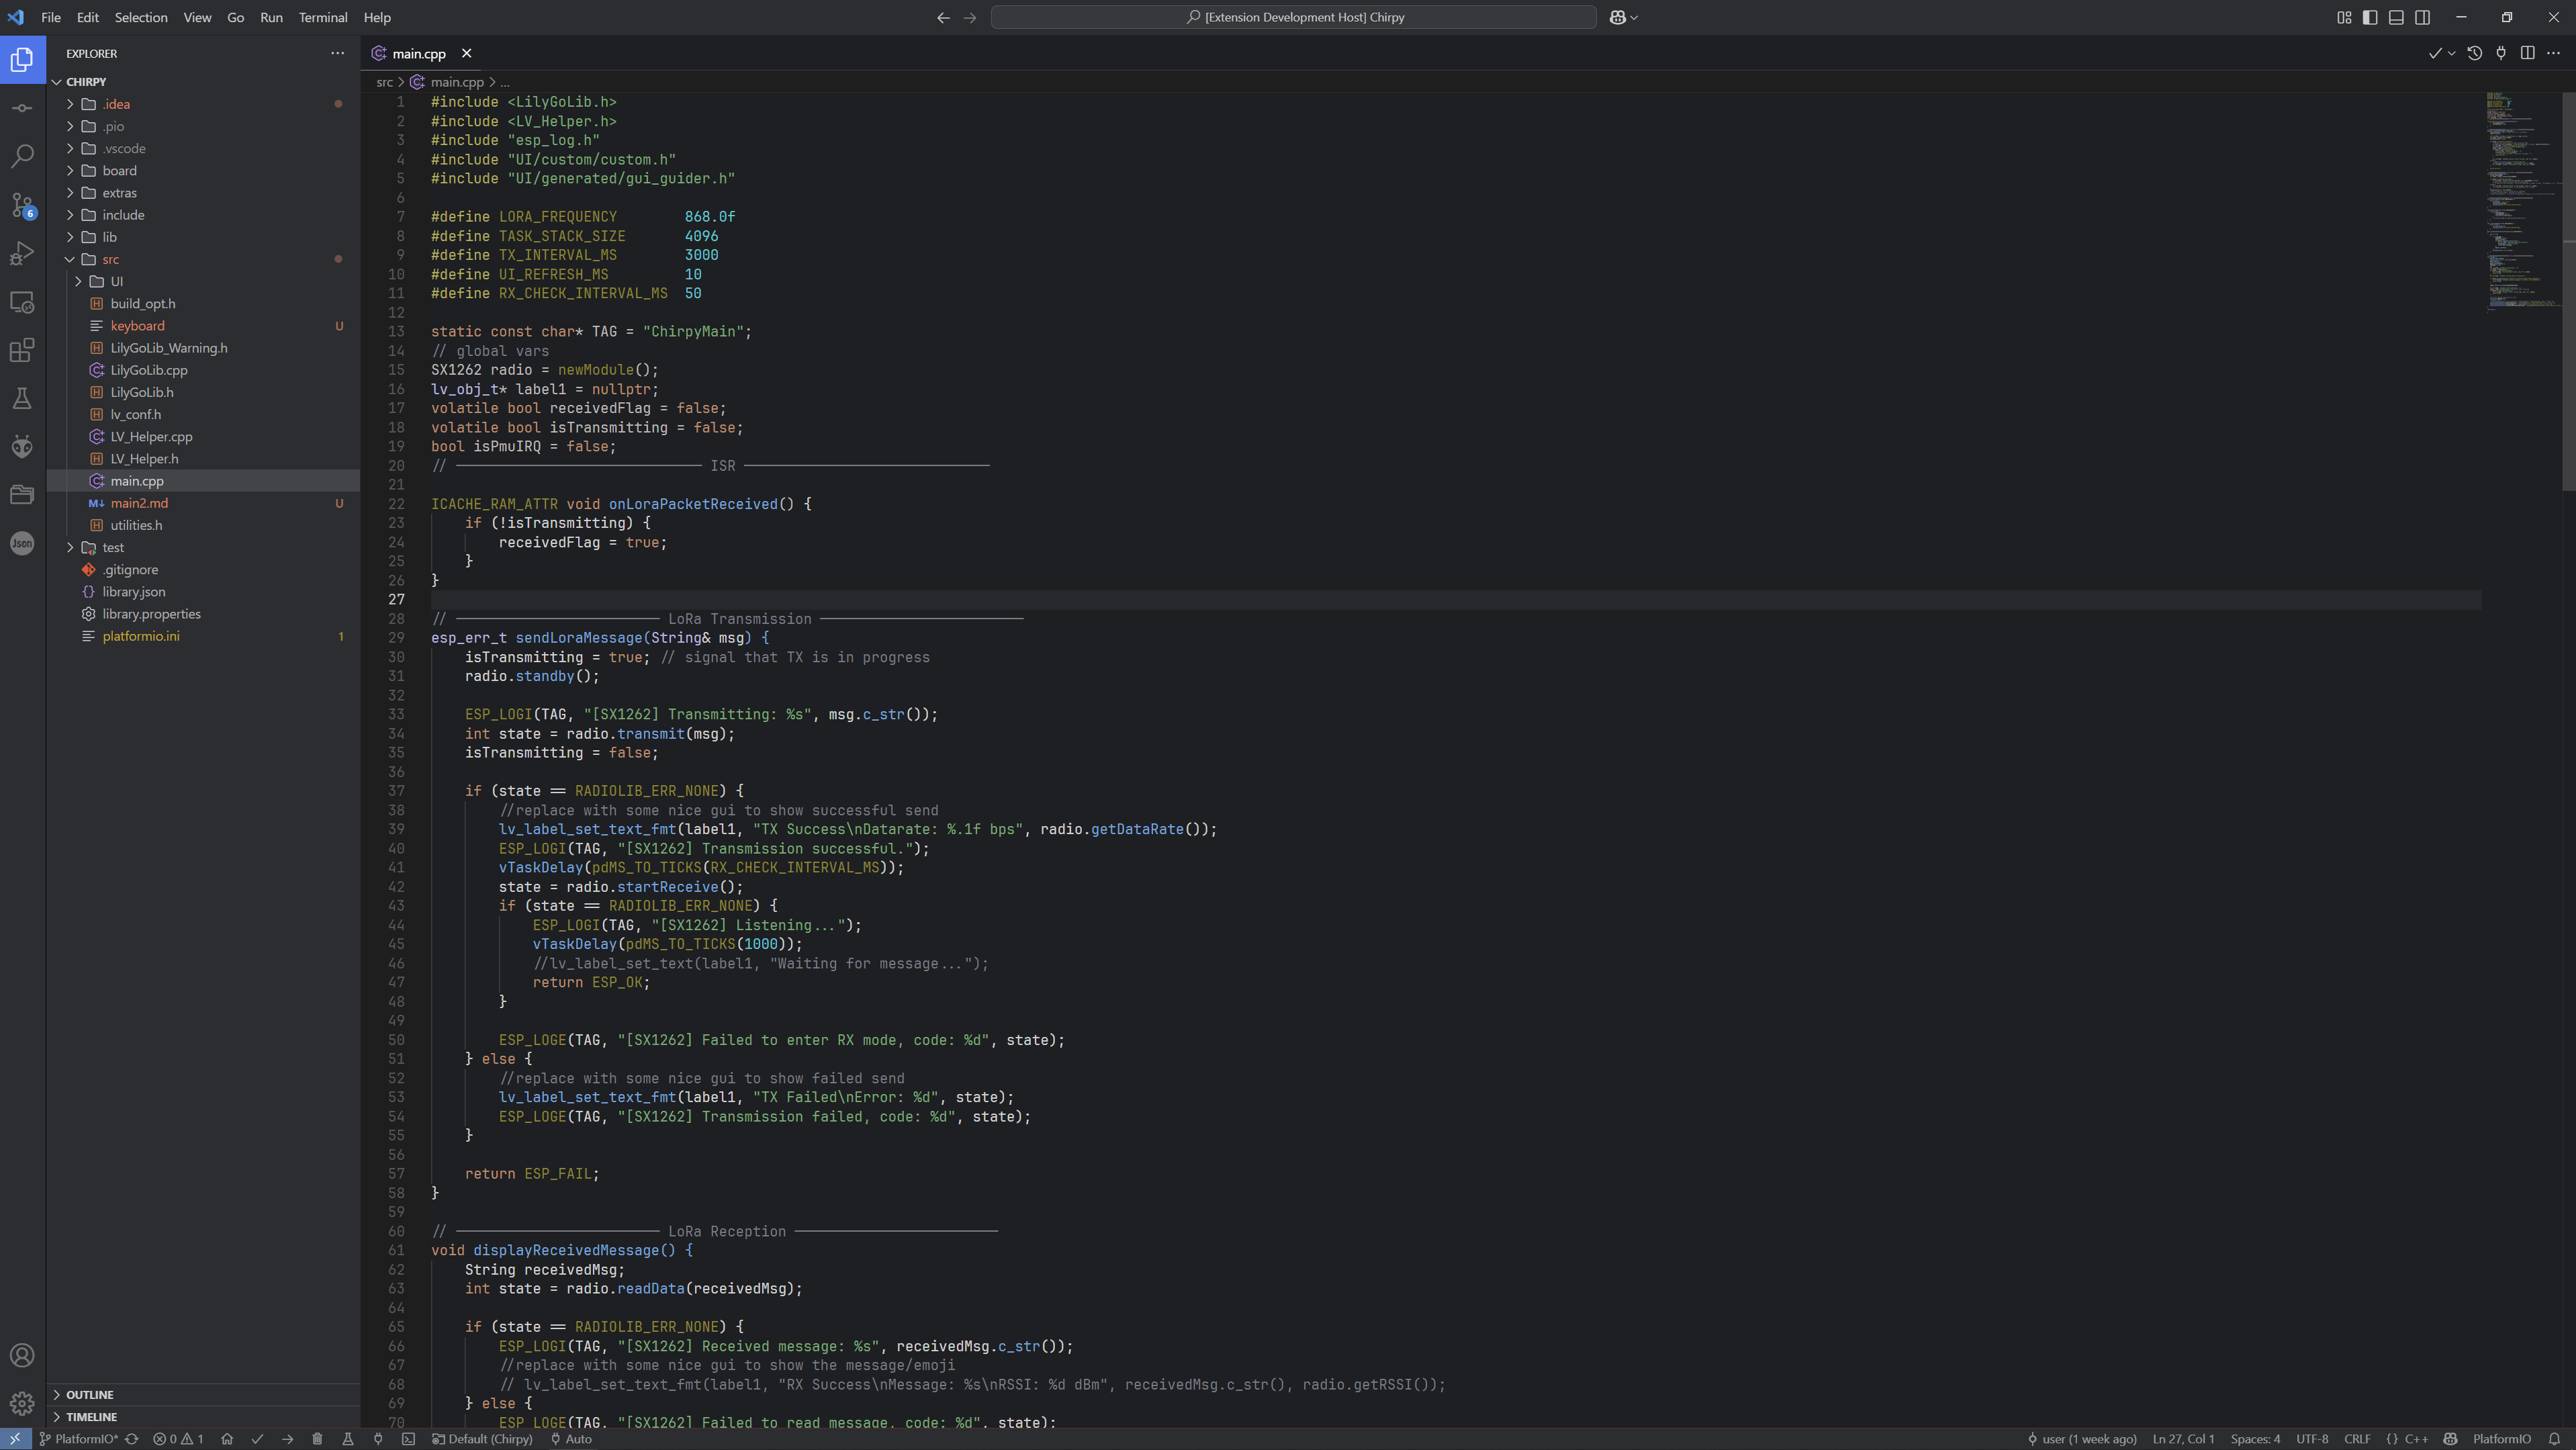 File Edit Selection View Go Run Terminal Help
[Extension Development Host] Chirpy
EXPLORER
CHIRPY
.idea
.pio
.vscode
board
extras
include
lib
src
UI
build_opt.h
keyboard U
LilyGoLib_Warning.h
LilyGoLib.cpp
LilyGoLib.h
lv_conf.h
LV_Helper.cpp
LV_Helper.h
main.cpp
main2.md U
utilities.h
test
.gitignore
library.json
library.properties
platformio.ini 1
OUTLINE
TIMELINE
6
Json
main.cpp
src > main.cpp > ...
1 #include <LilyGoLib.h>
2 #include <LV_Helper.h>
3 #include "esp_log.h"
4 #include "UI/custom/custom.h"
5 #include "UI/generated/gui_guider.h"
6
7 #define LORA_FREQUENCY        868.0f
8 #define TASK_STACK_SIZE       4096
9 #define TX_INTERVAL_MS        3000
10 #define UI_REFRESH_MS         10
11 #define RX_CHECK_INTERVAL_MS  50
12
13 static const char* TAG = "ChirpyMain";
14 // global vars
15 SX1262 radio = newModule();
16 lv_obj_t* label1 = nullptr;
17 volatile bool receivedFlag = false;
18 volatile bool isTransmitting = false;
19 bool isPmuIRQ = false;
20 // ───────────────────────────── ISR ─────────────────────────────
21
22 ICACHE_RAM_ATTR void onLoraPacketReceived() {
23     if (!isTransmitting) {
24         receivedFlag = true;
25     }
26 }
27
28 // ──────────────────────── LoRa Transmission ────────────────────────
29 esp_err_t sendLoraMessage(String& msg) {
30     isTransmitting = true; // signal that TX is in progress
31     radio.standby();
32
33     ESP_LOGI(TAG, "[SX1262] Transmitting: %s", msg.c_str());
34     int state = radio.transmit(msg);
35     isTransmitting = false;
36
37     if (state == RADIOLIB_ERR_NONE) {
38         //replace with some nice gui to show successful send
39         lv_label_set_text_fmt(label1, "TX Success\nDatarate: %.1f bps", radio.getDataRate());
40         ESP_LOGI(TAG, "[SX1262] Transmission successful.");
41         vTaskDelay(pdMS_TO_TICKS(RX_CHECK_INTERVAL_MS));
42         state = radio.startReceive();
43         if (state == RADIOLIB_ERR_NONE) {
44             ESP_LOGI(TAG, "[SX1262] Listening...");
45             vTaskDelay(pdMS_TO_TICKS(1000));
46             //lv_label_set_text(label1, "Waiting for message...");
47             return ESP_OK;
48         }
49
50         ESP_LOGE(TAG, "[SX1262] Failed to enter RX mode, code: %d", state);
51     } else {
52         //replace with some nice gui to show failed send
53         lv_label_set_text_fmt(label1, "TX Failed\nError: %d", state);
54         ESP_LOGE(TAG, "[SX1262] Transmission failed, code: %d", state);
55     }
56
57     return ESP_FAIL;
58 }
59
60 // ──────────────────────── LoRa Reception ────────────────────────
61 void displayReceivedMessage() {
62     String receivedMsg;
63     int state = radio.readData(receivedMsg);
64
65     if (state == RADIOLIB_ERR_NONE) {
66         ESP_LOGI(TAG, "[SX1262] Received message: %s", receivedMsg.c_str());
67         //replace with some nice gui to show the message/emoji
68         // lv_label_set_text_fmt(label1, "RX Success\nMessage: %s\nRSSI: %d dBm", receivedMsg.c_str(), radio.getRSSI());
69     } else {
70         ESP_LOGE(TAG, "[SX1262] Failed to read message, code: %d", state);
PlatformIO* 0 1 Default (Chirpy) Auto user (1 week ago) Ln 27, Col 1 Spaces: 4 UTF-8 CRLF {} C++ PlatformIO